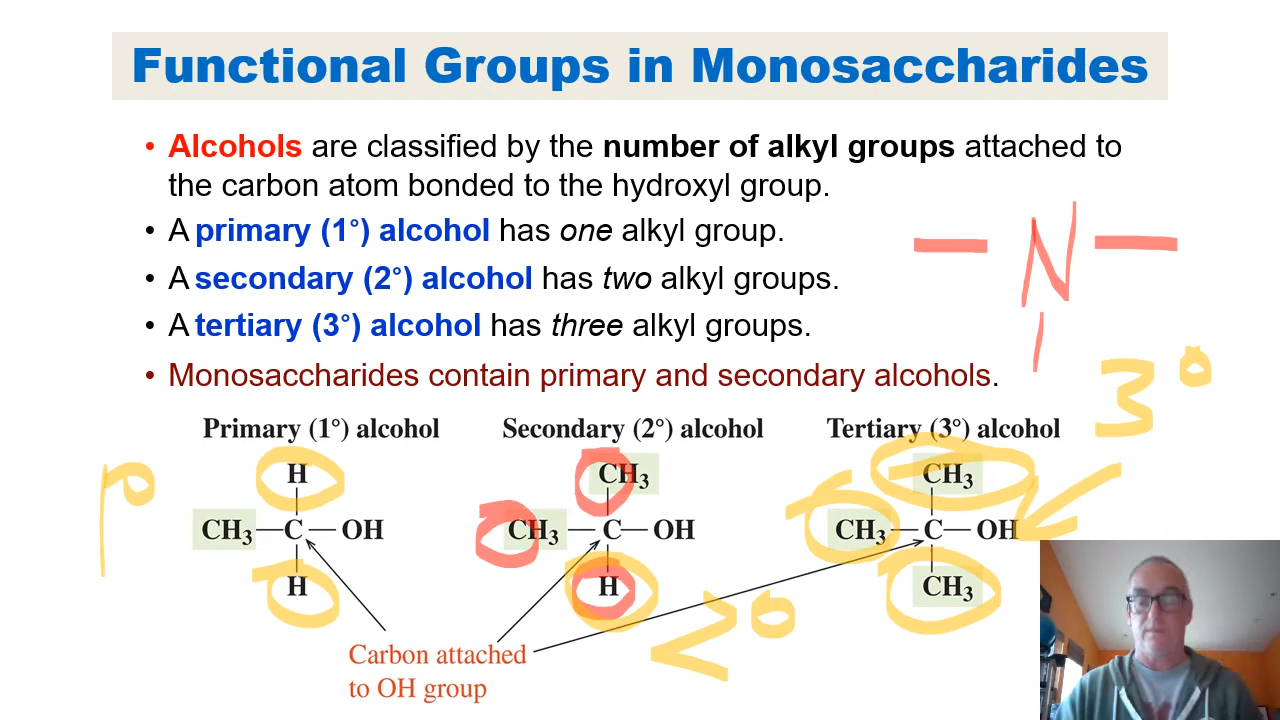 Functional Groups in Monosaccharides
• Alcohols are classified by the number of alkyl groups attached to
the carbon atom bonded to the hydroxyl group.
• A primary (1°) alcohol has one alkyl group.
• A secondary (2°) alcohol has two alkyl groups.
• A tertiary (3°) alcohol has three alkyl groups.
• Monosaccharides contain primary and secondary alcohols.
N
3°
Primary (1°) alcohol
H
CH₃—C—OH
H
1°
Secondary (2°) alcohol
CH₃
CH₃—C—OH
H
2°
Tertiary (3°) alcohol
CH₃
CH₃—C—OH
CH₃
Carbon attached
to OH group